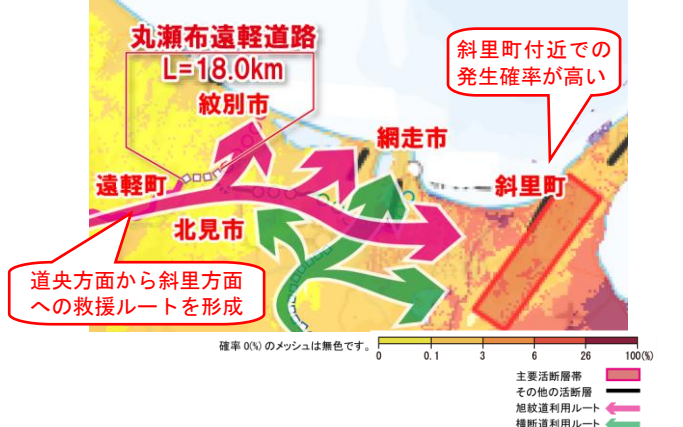 丸瀬布遠軽道路
L=18.0km
紋別市
斜里町付近での
発生確率が高い
網走市
遠軽町
斜里町
北見市
道央方面から斜里方面
への救援ルートを形成
確率 0(%) のメッシュは無色です。
0 0.1 3 6 26 100(%)
主要活断層帯
その他の活断層
旭紋道利用ルート
横断道利用ルート